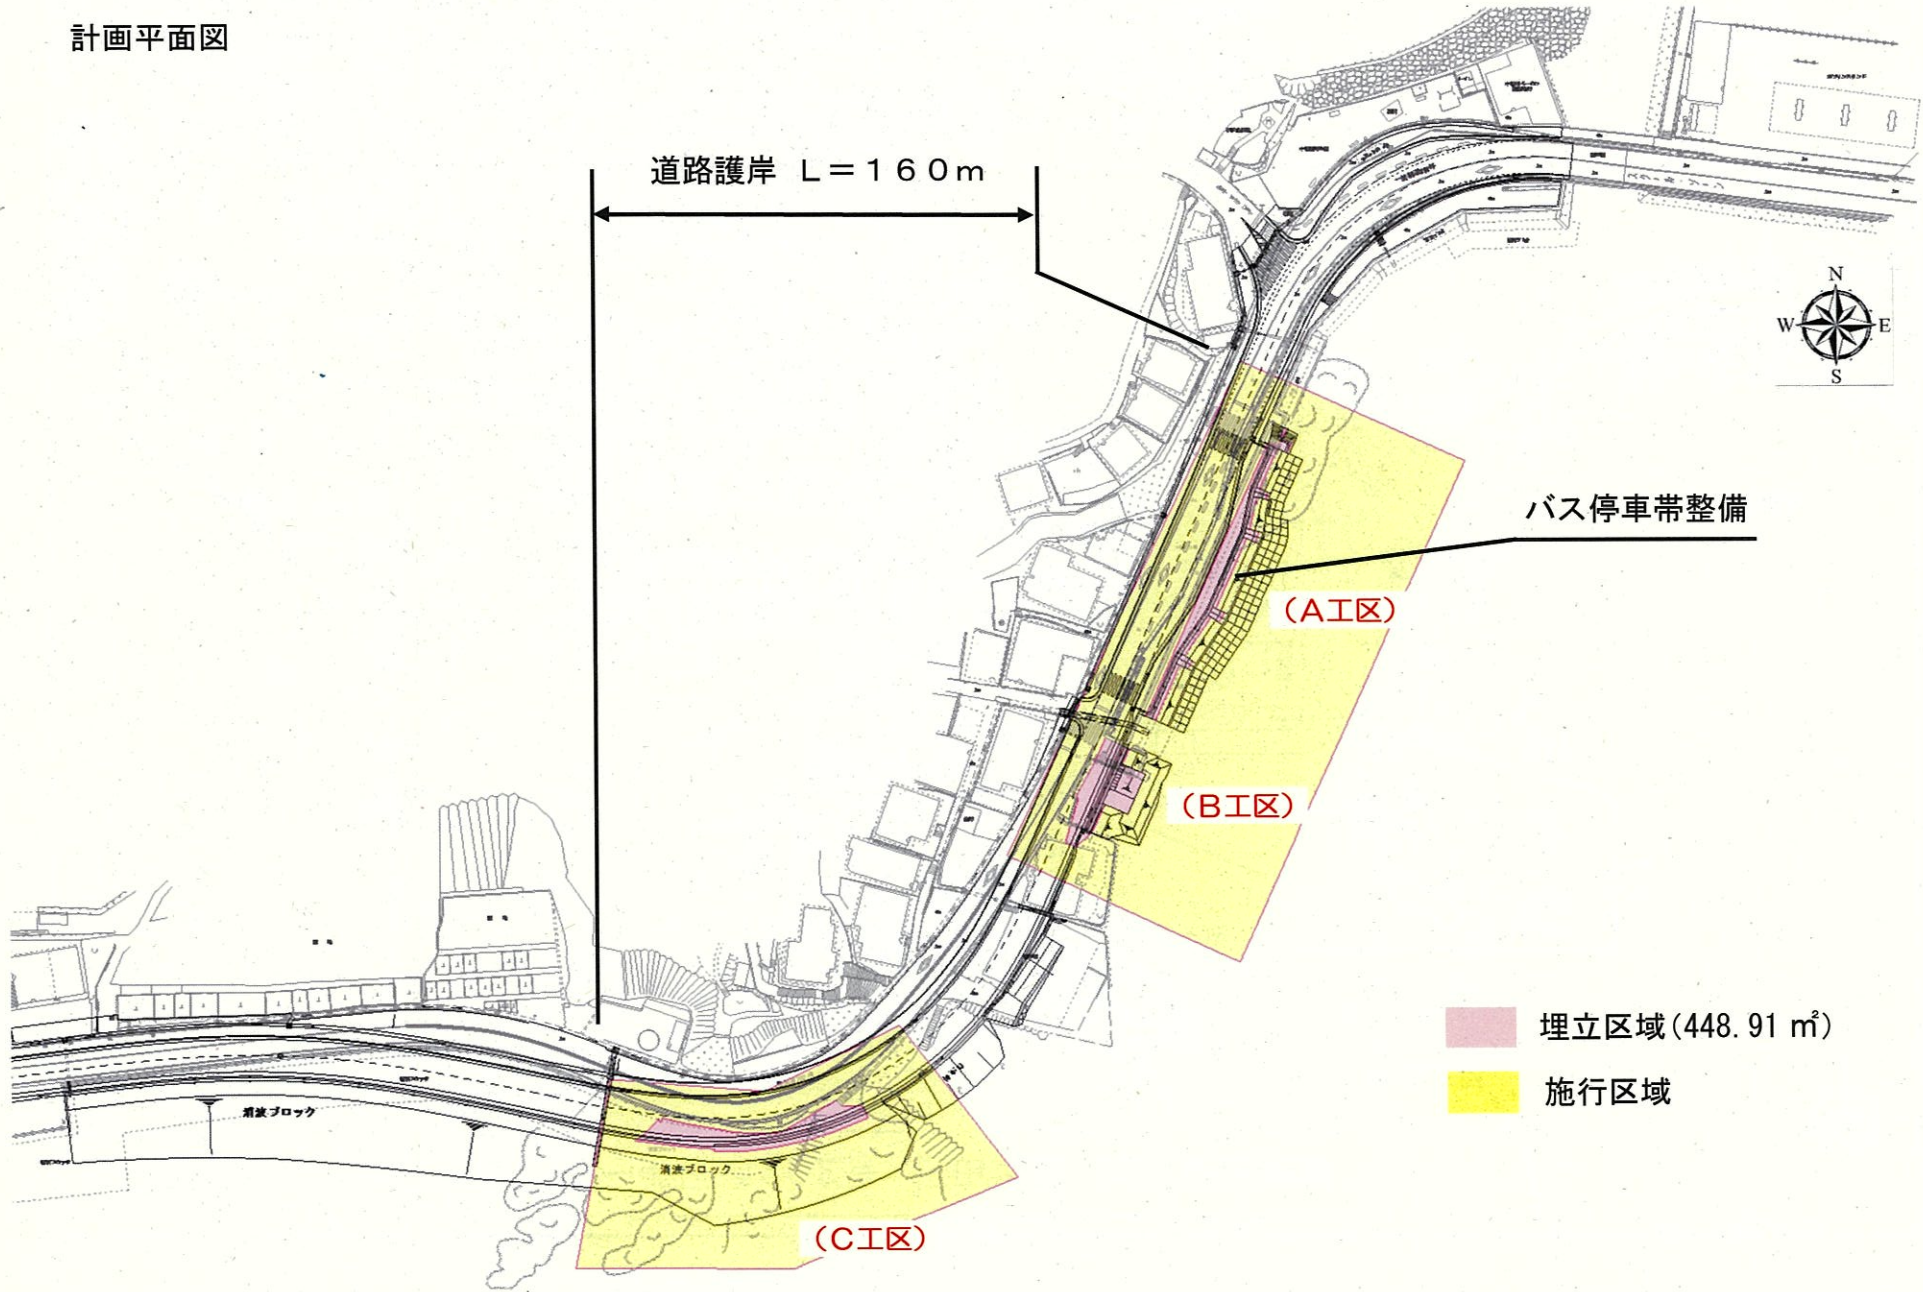 計画平面図
道路護岸 L＝160m
N
W
E
S
バス停車帯整備
（A工区）
（B工区）
埋立区域(448.91 ㎡)
施行区域
消波ブロック
消波ブロック
（C工区）